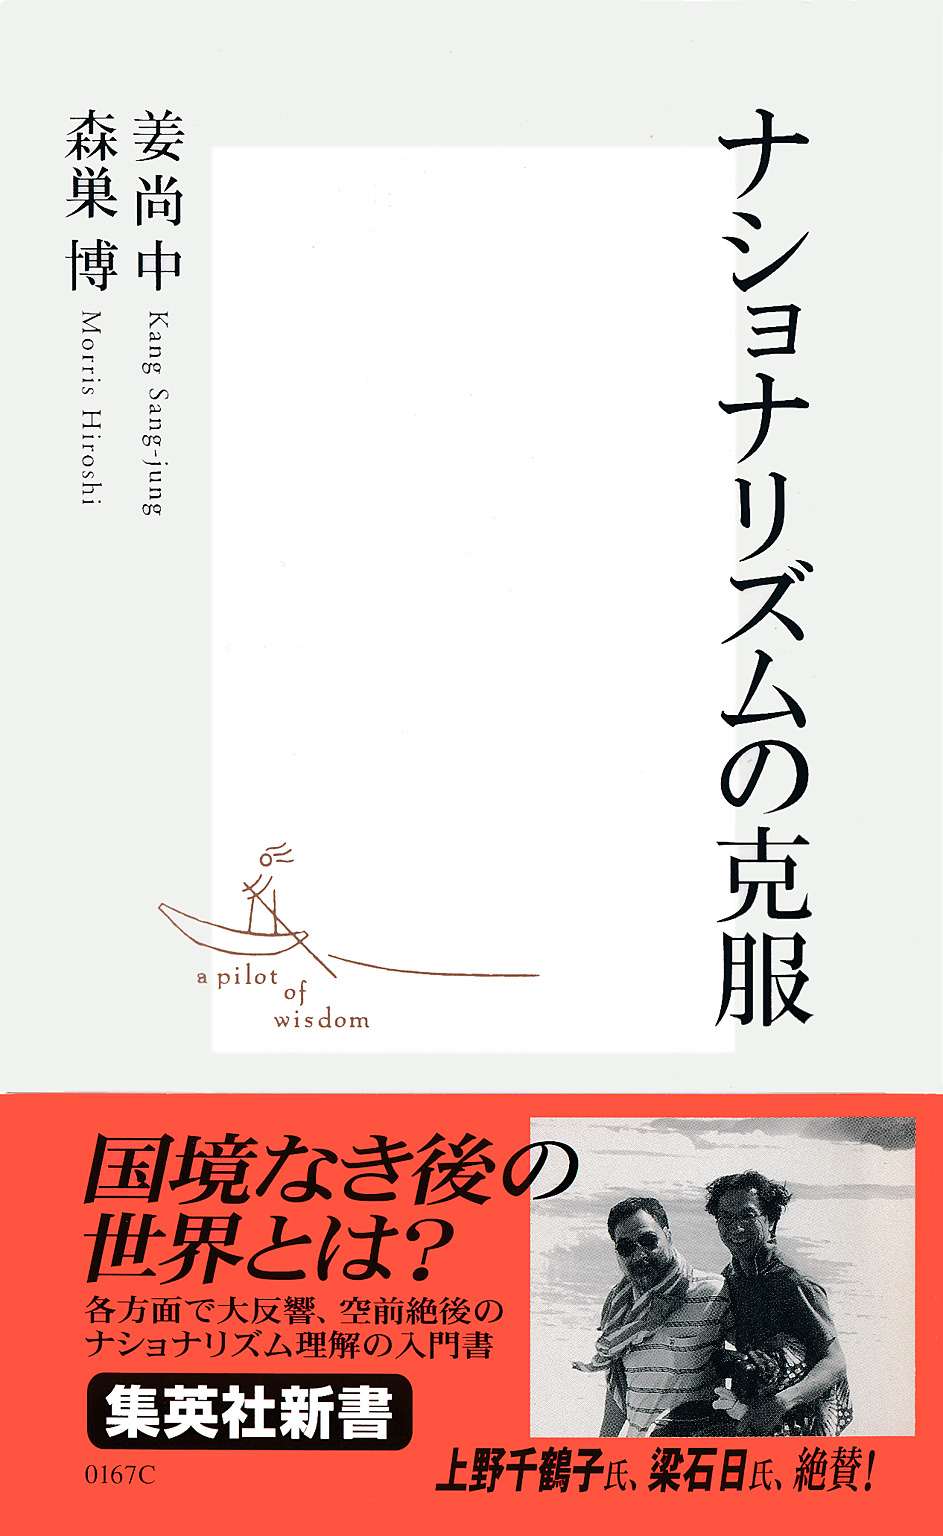 ナショナリズムの克服
姜尚中 Kang Sang-jung
森巣博 Morris Hiroshi
a pilot of wisdom
国境なき後の
世界とは?
各方面で大反響、空前絶後の
ナショナリズム理解の入門書
集英社新書
0167C
上野千鶴子氏、梁石日氏、絶賛!